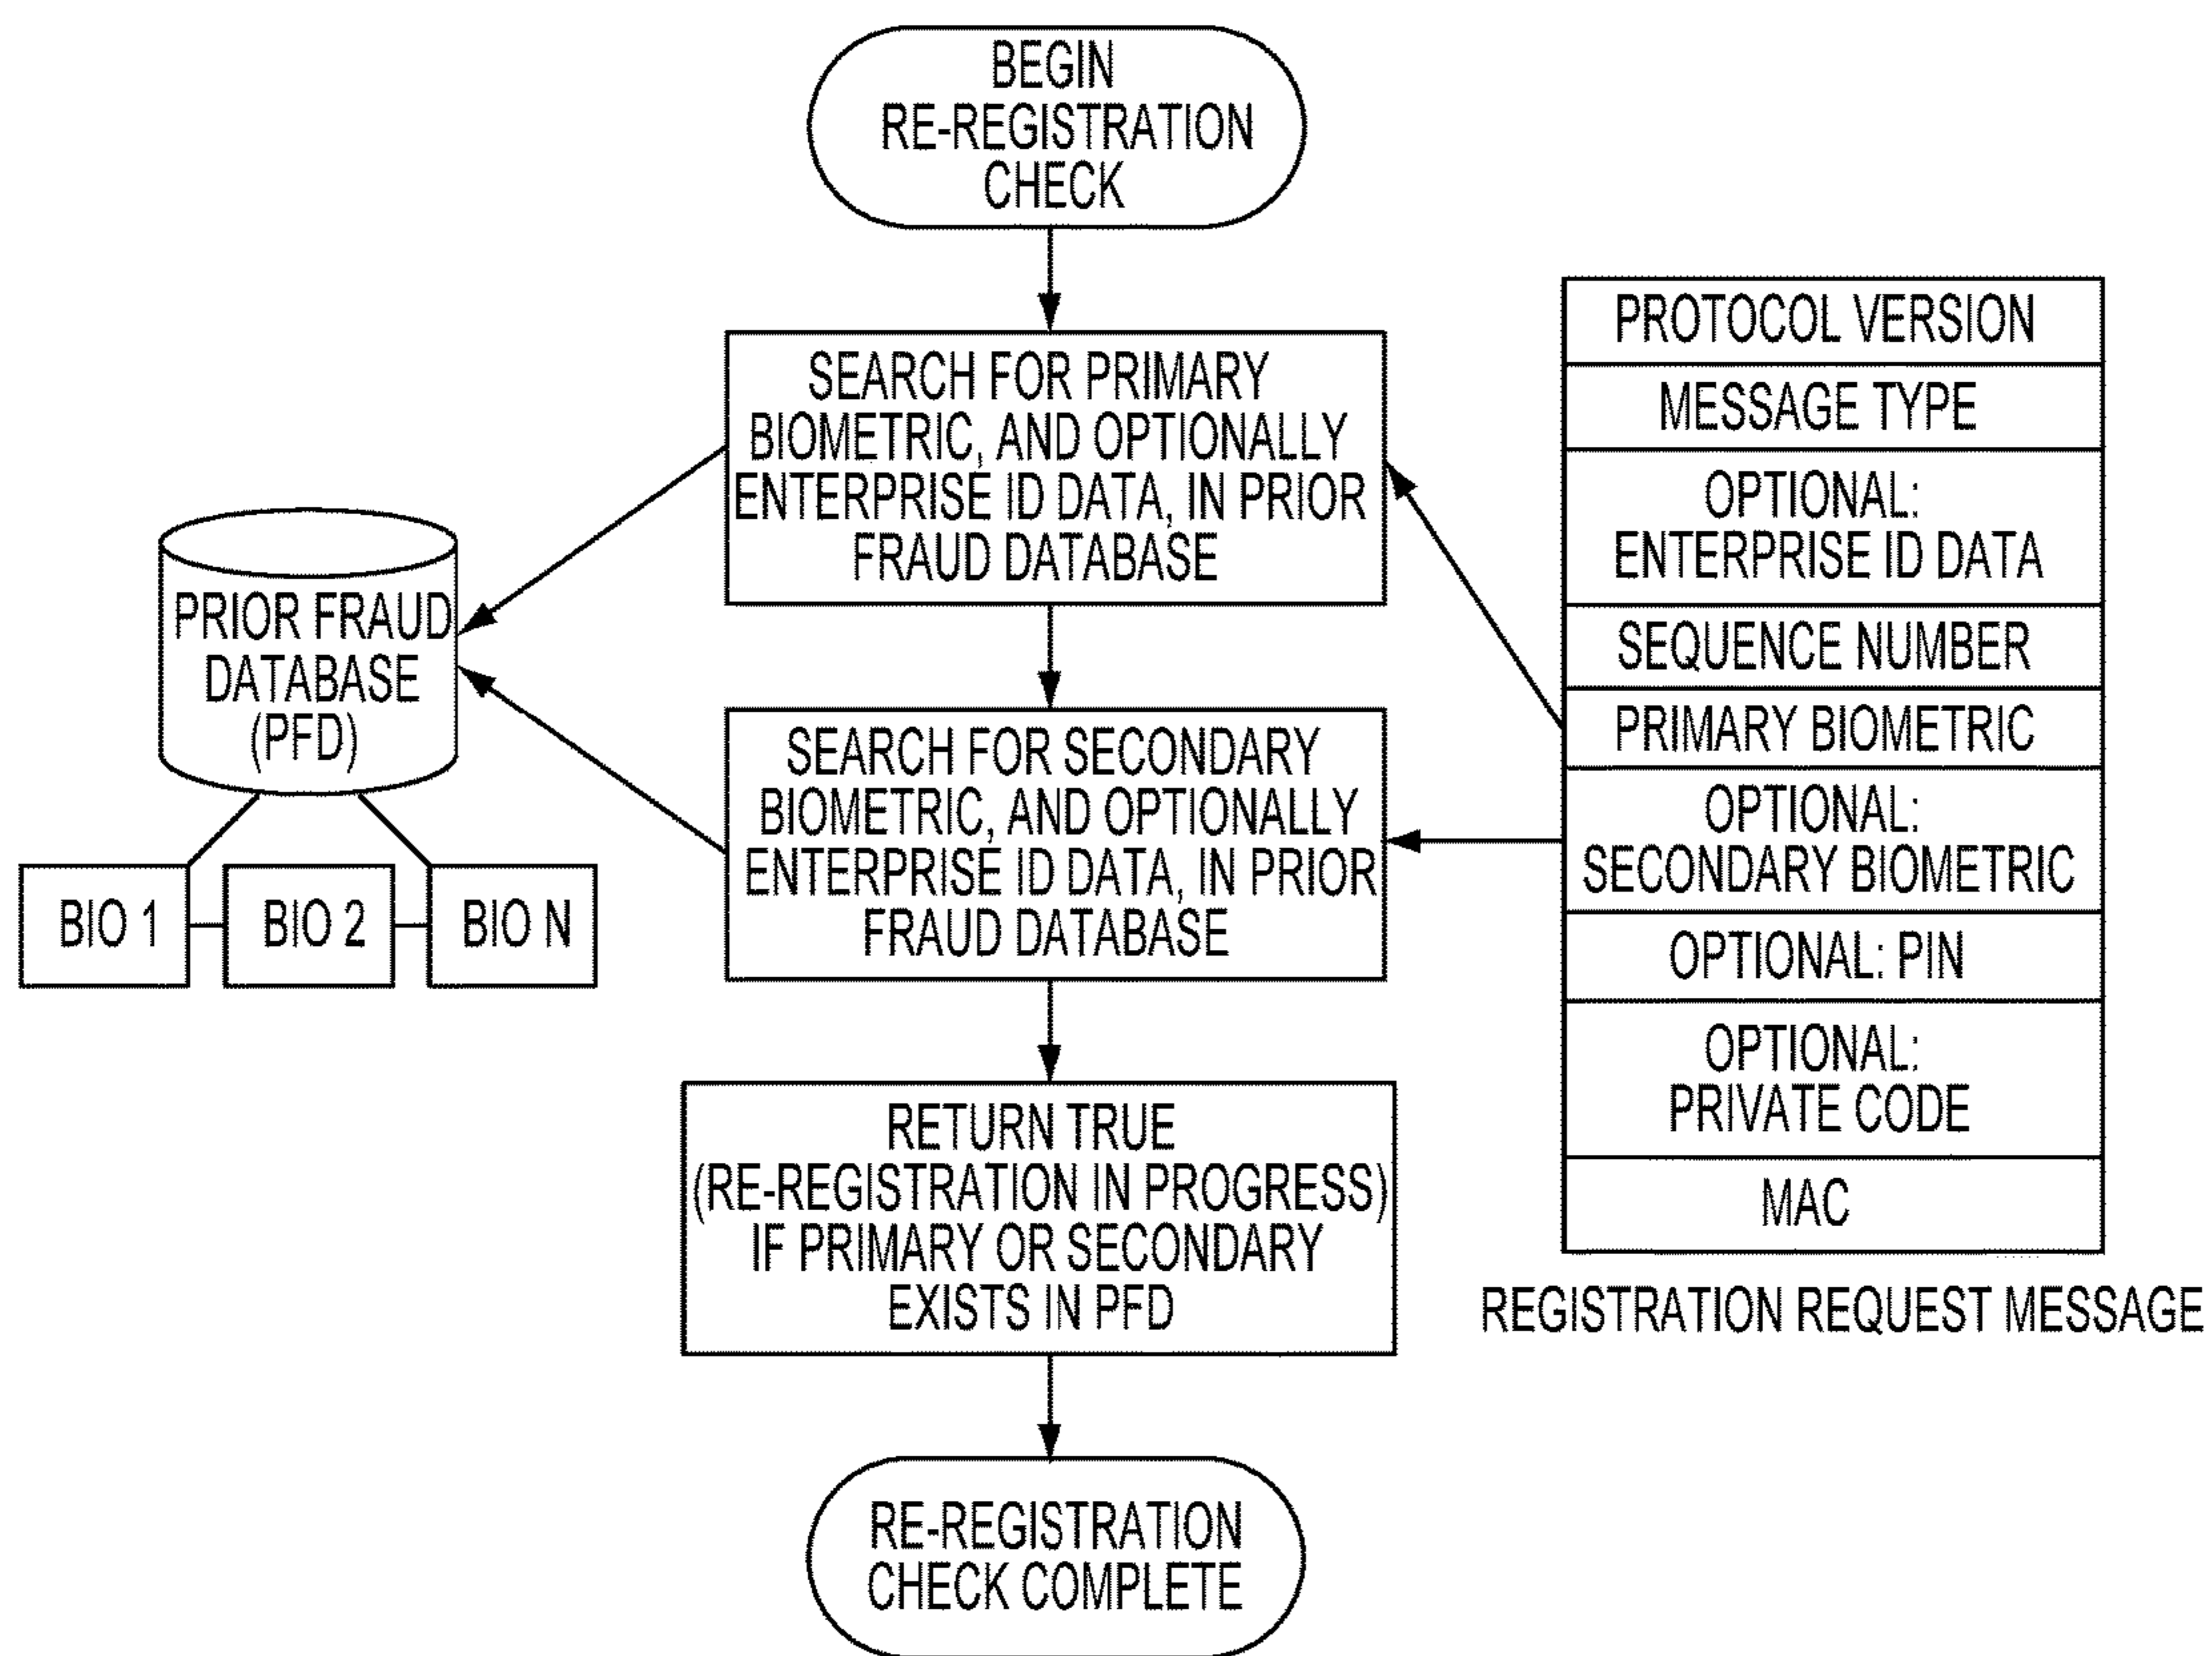 BEGIN
RE-REGISTRATION
CHECK
SEARCH FOR PRIMARY
BIOMETRIC, AND OPTIONALLY
ENTERPRISE ID DATA, IN PRIOR
FRAUD DATABASE
PRIOR FRAUD
DATABASE
(PFD)
BIO 1
BIO 2
BIO N
SEARCH FOR SECONDARY
BIOMETRIC, AND OPTIONALLY
ENTERPRISE ID DATA, IN PRIOR
FRAUD DATABASE
RETURN TRUE
(RE-REGISTRATION IN PROGRESS)
IF PRIMARY OR SECONDARY
EXISTS IN PFD
RE-REGISTRATION
CHECK COMPLETE
PROTOCOL VERSION
MESSAGE TYPE
OPTIONAL:
ENTERPRISE ID DATA
SEQUENCE NUMBER
PRIMARY BIOMETRIC
OPTIONAL:
SECONDARY BIOMETRIC
OPTIONAL: PIN
OPTIONAL:
PRIVATE CODE
MAC
REGISTRATION REQUEST MESSAGE